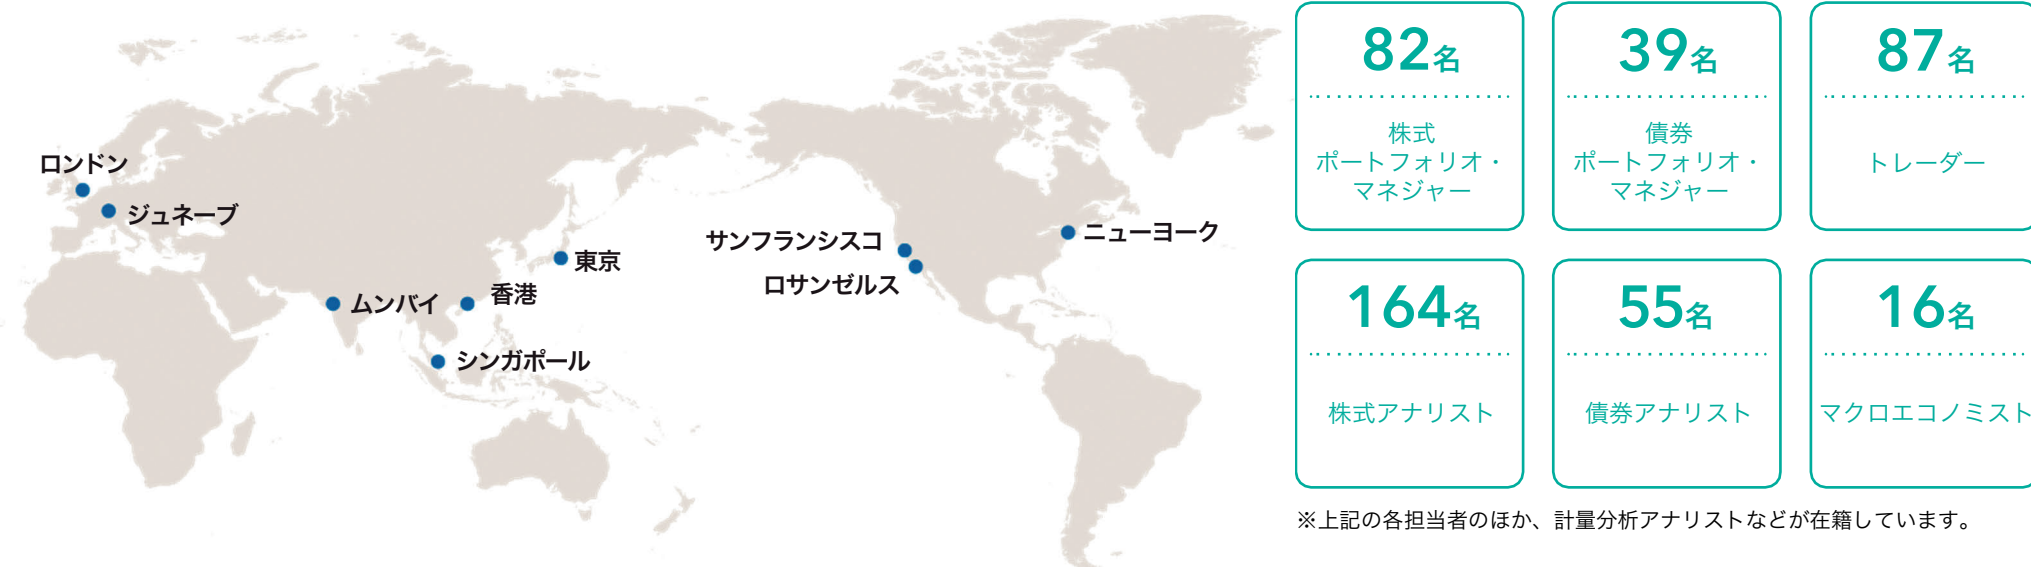 ロンドン
ジュネーブ
東京
ムンバイ
香港
シンガポール
サンフランシスコ
ロサンゼルス
ニューヨーク
82名
株式
ポートフォリオ・
マネジャー
39名
債券
ポートフォリオ・
マネジャー
87名
トレーダー
164名
株式アナリスト
55名
債券アナリスト
16名
マクロエコノミスト
※上記の各担当者のほか、計量分析アナリストなどが在籍しています。